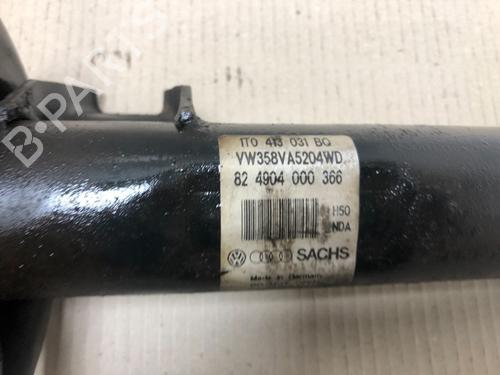 B-PARTS
1T0 413 031 BQ
VW358VA5204WD
82 4904 000 366
H50
NDA
SACHS
Made in Germany